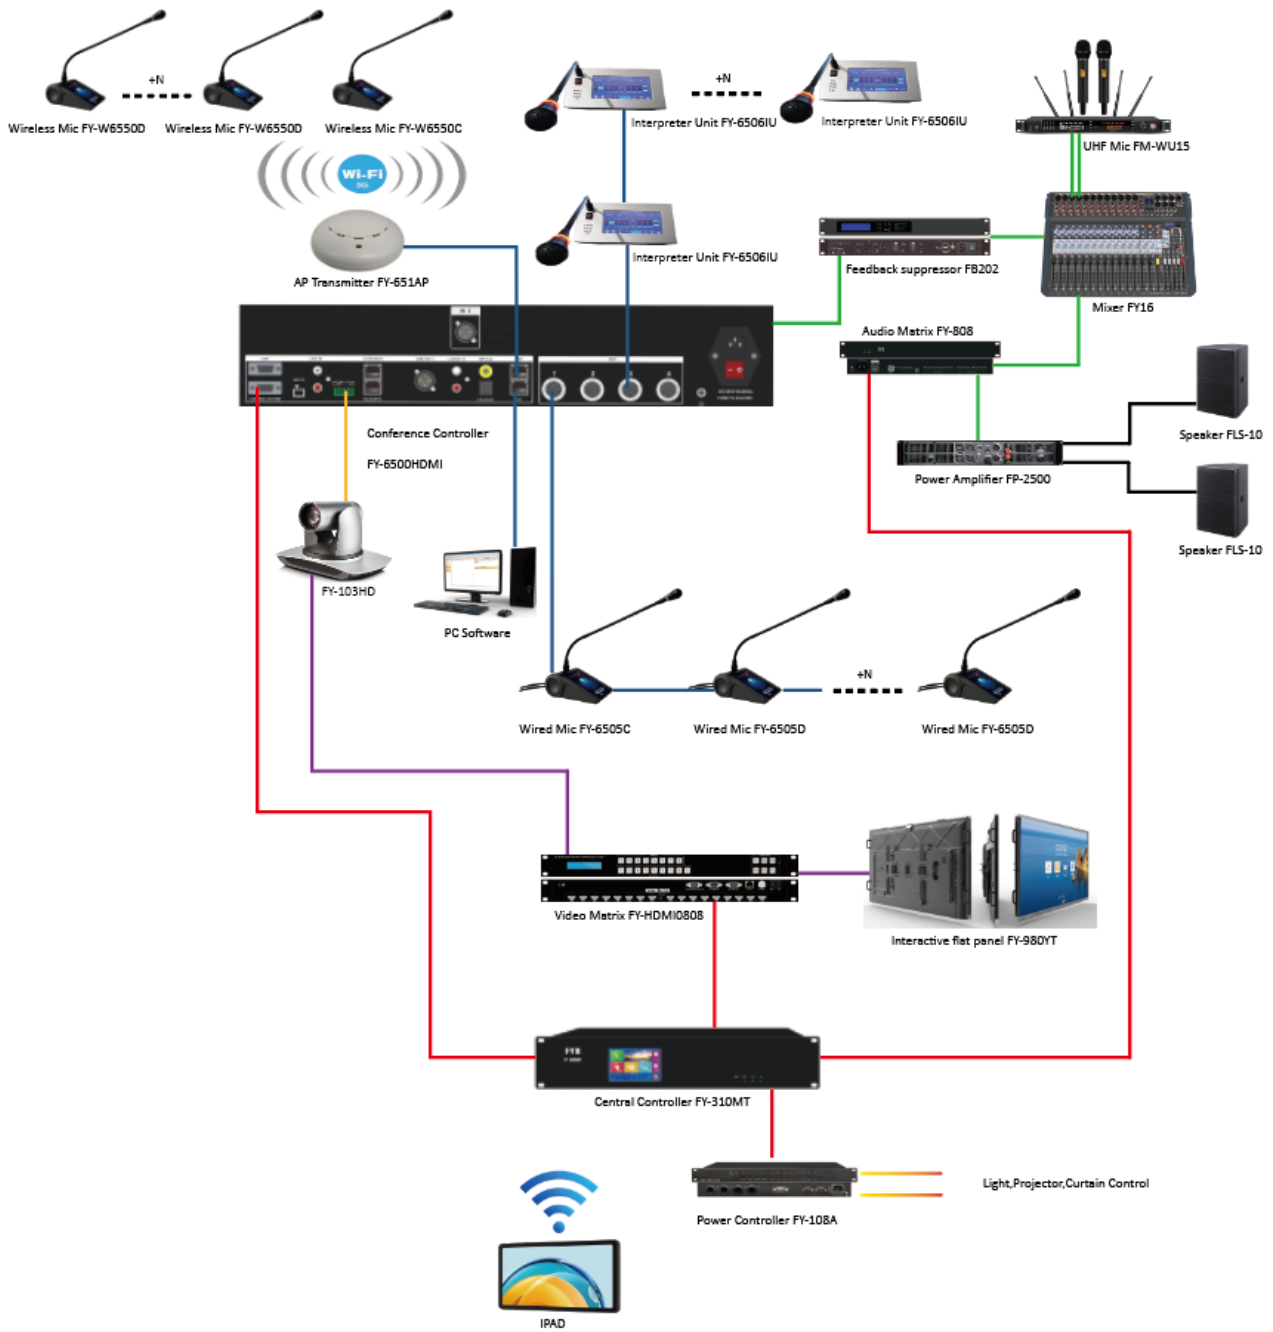 +N
Wireless Mic FY-W6550D
Wireless Mic FY-W6550D
Wireless Mic FY-W6550C
+N
Interpreter Unit FY-6506IU
Interpreter Unit FY-6506IU
UHF Mic FM-WU15
Wi-Fi
5G
Interpreter Unit FY-6506IU
AP Transmitter FY-651AP
Feedback suppressor FB202
Mixer FY16
Audio Matrix FY-808
1
2
3
4
Conference Controller
FY-6500HDMI
Speaker FLS-10
Power Amplifier FP-2500
Speaker FLS-10
FY-103HD
PC Software
+N
Wired Mic FY-6505C
Wired Mic FY-6505D
Wired Mic FY-6505D
Video Matrix FY-HDMI0808
Interactive flat panel FY-980YT
Central Controller FY-310MT
Light,Projector,Curtain Control
Power Controller FY-108A
IPAD